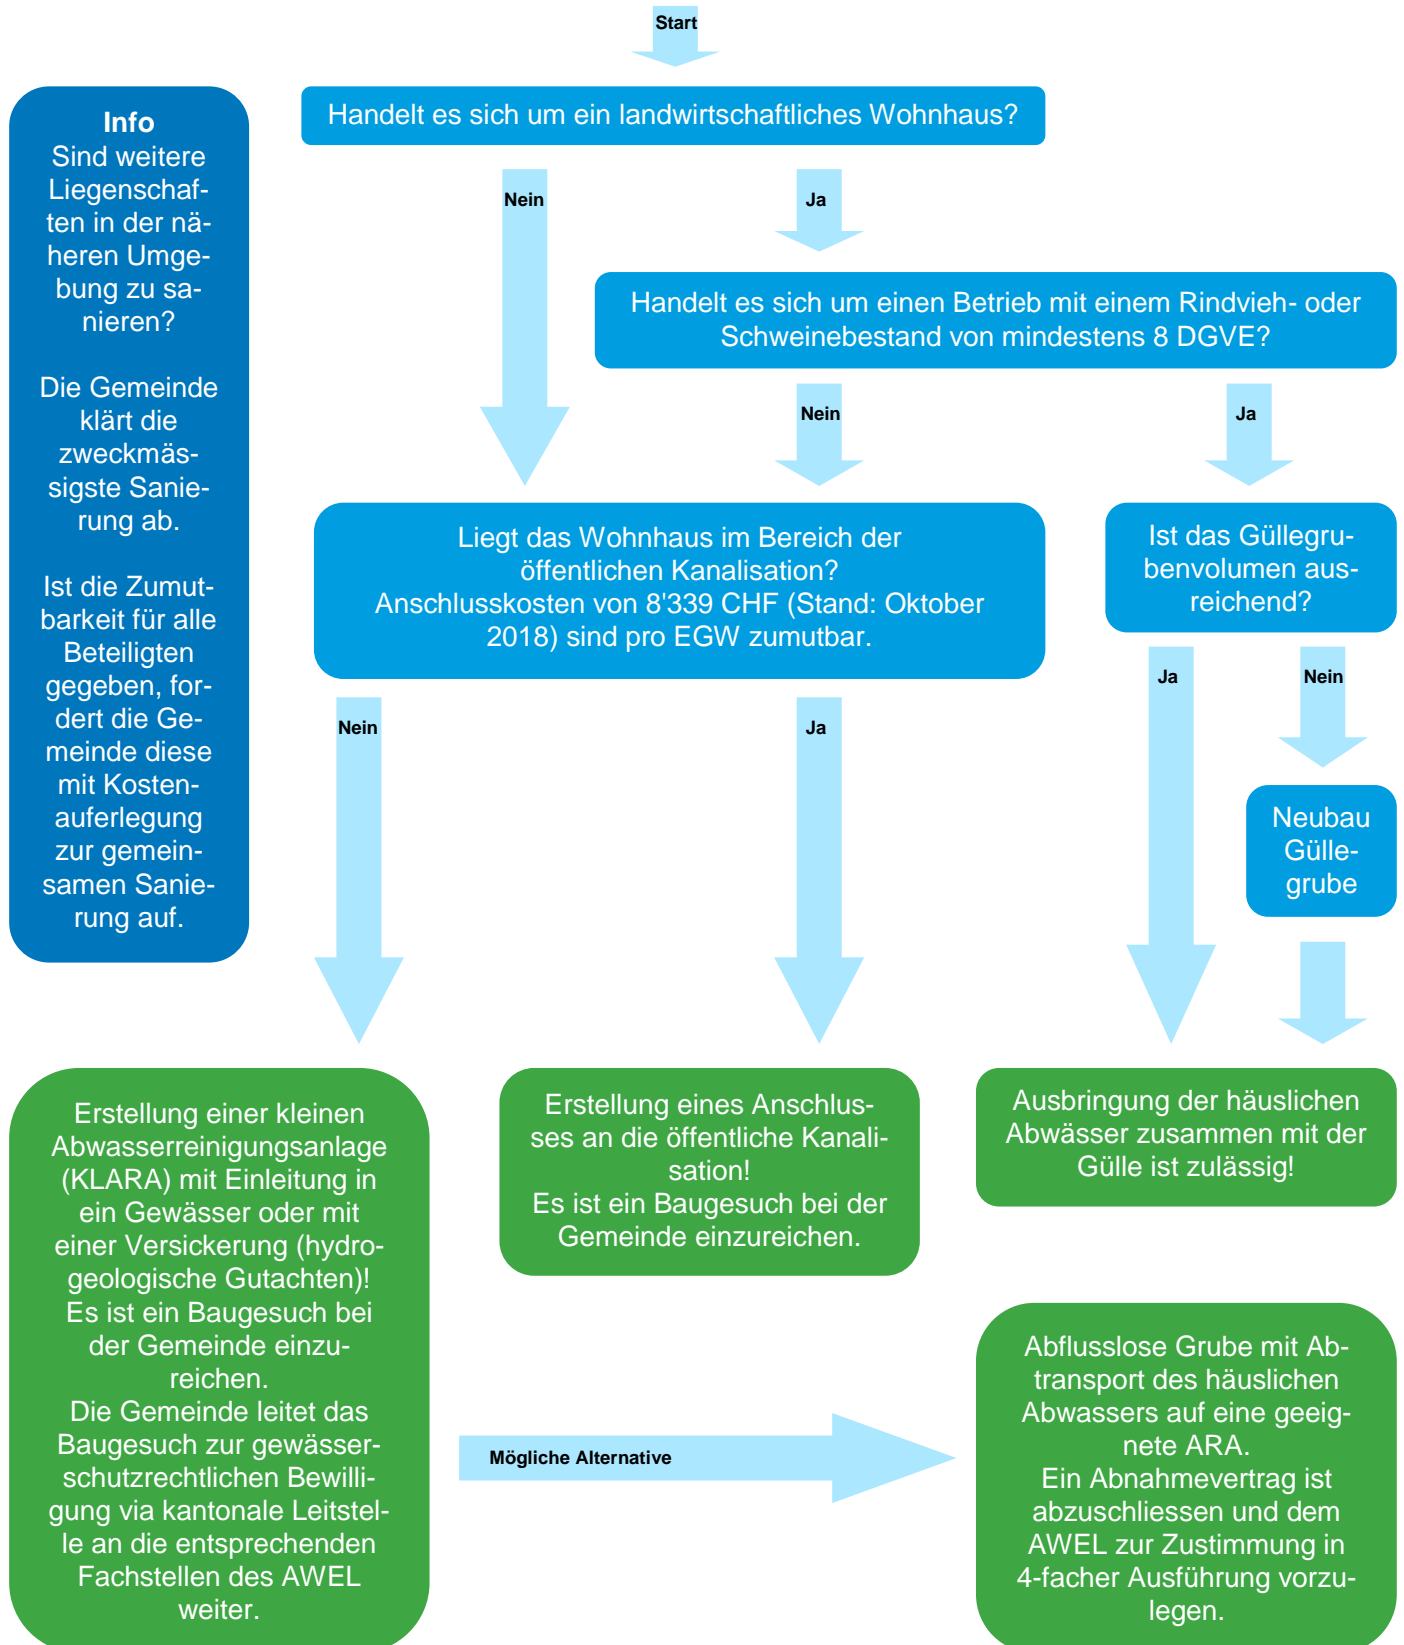 Start
Handelt es sich um ein landwirtschaftliches Wohnhaus?
Info
Sind weitere
Liegenschaf-
ten in der nä-
heren Umge-
bung zu sa-
nieren?
Die Gemeinde
klärt die
zweckmäs-
sigste Sanie-
rung ab.
Ist die Zumut-
barkeit für alle
Beteiligten
gegeben, for-
dert die Ge-
meinde diese
mit Kosten-
auferlegung
zur gemein-
samen Sanie-
rung auf.
Nein
Ja
Handelt es sich um einen Betrieb mit einem Rindvieh- oder
Schweinebestand von mindestens 8 DGVE?
Nein
Ja
Liegt das Wohnhaus im Bereich der
öffentlichen Kanalisation?
Anschlusskosten von 8'339 CHF (Stand: Oktober
2018) sind pro EGW zumutbar.
Ist das Güllegru-
benvolumen aus-
reichend?
Nein
Ja
Ja
Nein
Neubau
Gülle-
grube
Erstellung einer kleinen
Abwasserreinigungsanlage
(KLARA) mit Einleitung in
ein Gewässer oder mit
einer Versickerung (hydro-
geologische Gutachten)!
Es ist ein Baugesuch bei
der Gemeinde einzu-
reichen.
Die Gemeinde leitet das
Baugesuch zur gewässer-
schutzrechtlichen Bewilli-
gung via kantonale Leitstel-
le an die entsprechenden
Fachstellen des AWEL
weiter.
Erstellung eines Anschlus-
ses an die öffentliche Kanali-
sation!
Es ist ein Baugesuch bei der
Gemeinde einzureichen.
Ausbringung der häuslichen
Abwässer zusammen mit der
Gülle ist zulässig!
Mögliche Alternative
Abflusslose Grube mit Ab-
transport des häuslichen
Abwassers auf eine geeig-
nete ARA.
Ein Abnahmevertrag ist
abzuschliessen und dem
AWEL zur Zustimmung in
4-facher Ausführung vorzu-
legen.